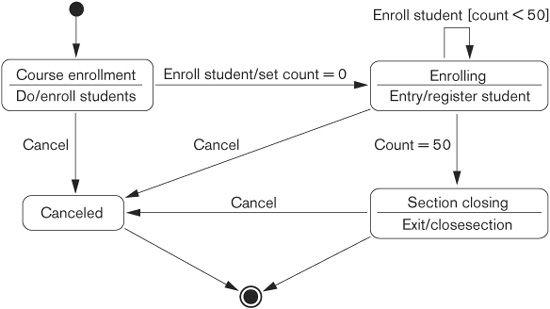 Enroll student [count < 50]
Course enrollment
Do/enroll students
Enroll student/set count = 0
Enrolling
Entry/register student
Cancel
Cancel
Count = 50
Canceled
Cancel
Section closing
Exit/closesection